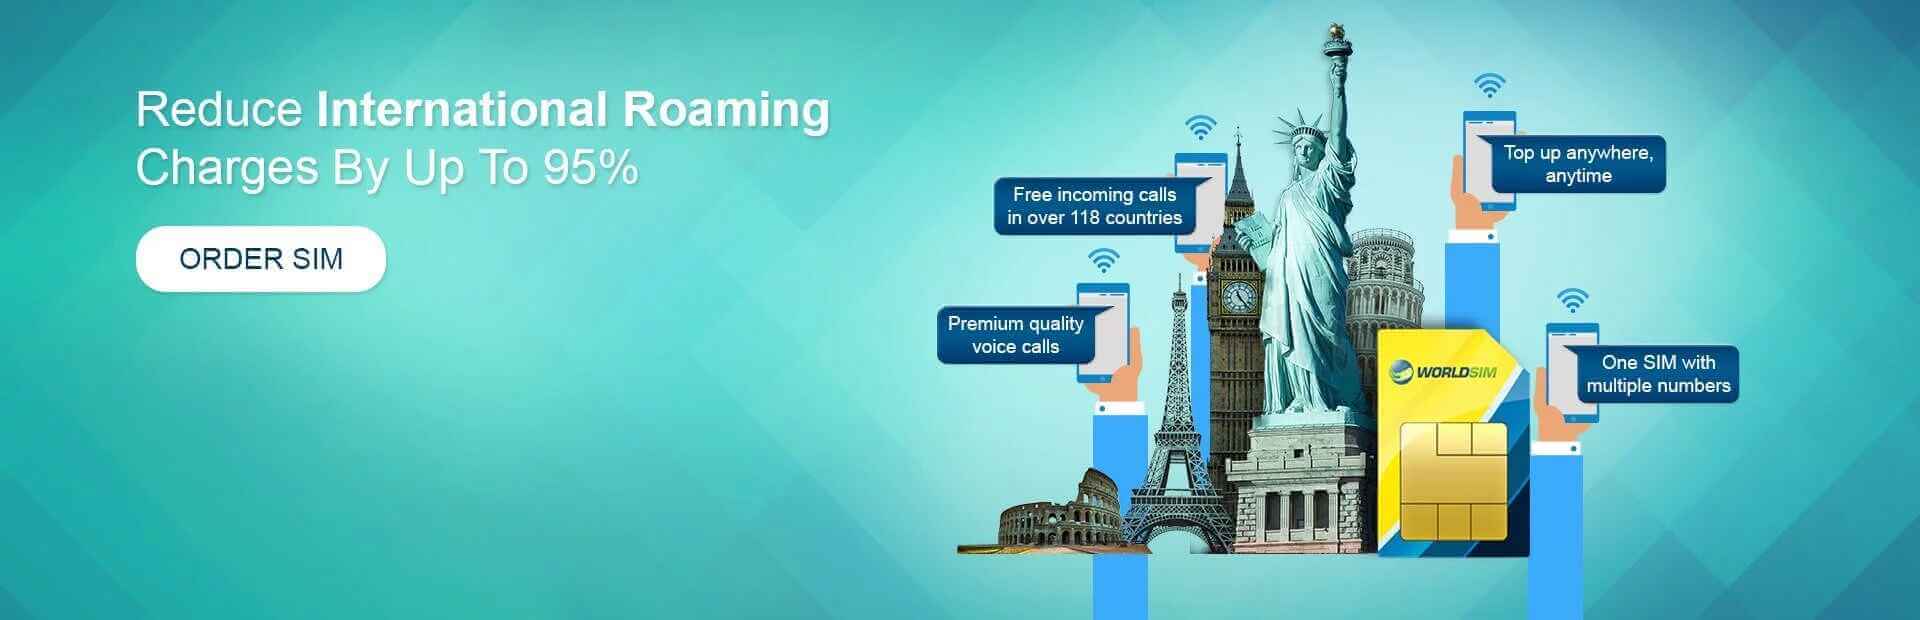 Reduce International Roaming
Charges By Up To 95%
ORDER SIM
Free incoming calls
in over 118 countries
Premium quality
voice calls
Top up anywhere,
anytime
One SIM with
multiple numbers
WORLDSIM